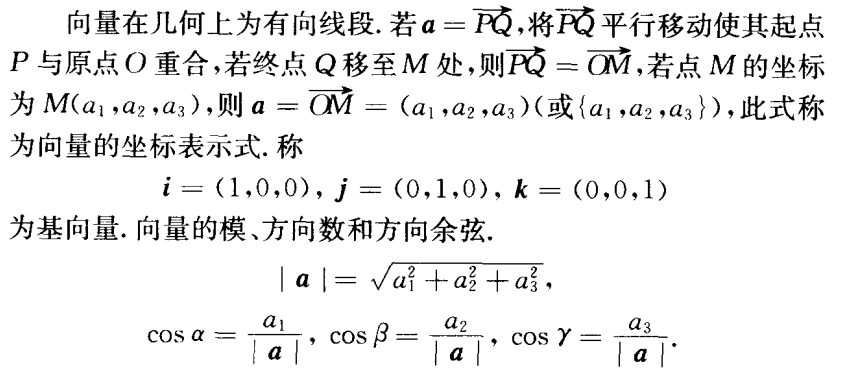 向量在几何上为有向线段. 若 $\boldsymbol{a} = \overrightarrow{PQ}$,将$\overrightarrow{PQ}$平行移动使其起点
$P$ 与原点 $O$ 重合,若终点 $Q$ 移至 $M$ 处,则$\overrightarrow{PQ} = \overrightarrow{OM}$,若点 $M$ 的坐标
为 $M(a_1,a_2,a_3)$,则 $\boldsymbol{a} = \overrightarrow{OM} = (a_1,a_2,a_3)$(或$\{a_1,a_2,a_3\}$),此式称
为向量的坐标表示式. 称
$\boldsymbol{i} = (1,0,0),\ \boldsymbol{j} = (0,1,0),\ \boldsymbol{k} = (0,0,1)$
为基向量. 向量的模、方向数和方向余弦.
$|\boldsymbol{a}| = \sqrt{a_1^2 + a_2^2 + a_3^2},$
$\cos\alpha = \frac{a_1}{|\boldsymbol{a}|},\ \cos\beta = \frac{a_2}{|\boldsymbol{a}|},\ \cos\gamma = \frac{a_3}{|\boldsymbol{a}|}.$